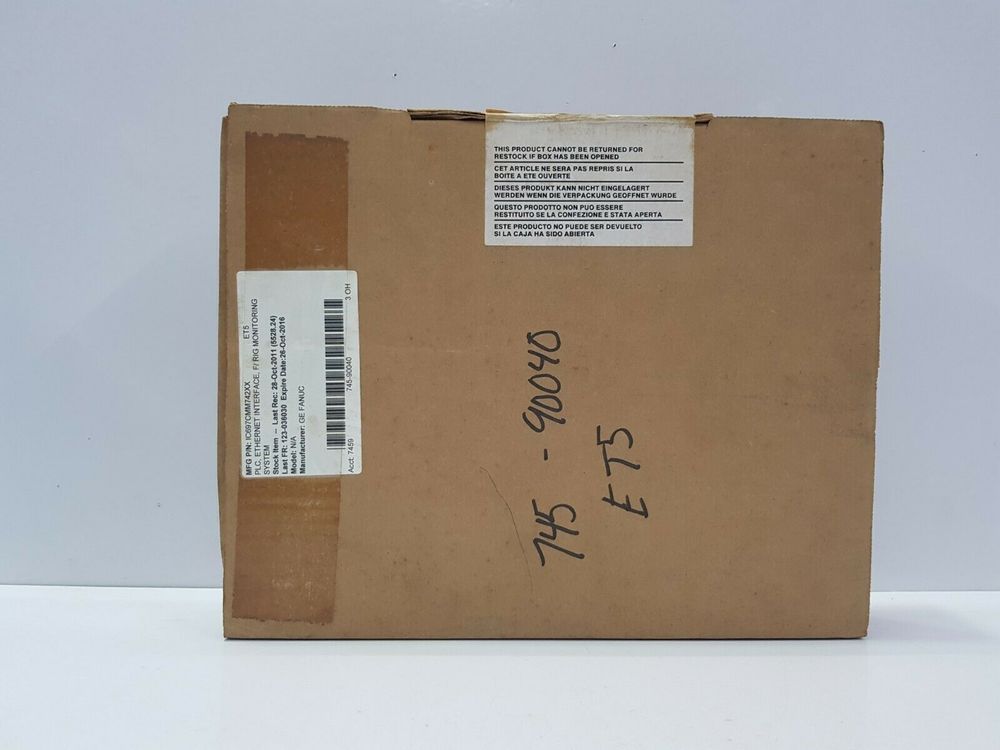 THIS PRODUCT CANNOT BE RETURNED FOR
RESTOCK IF BOX HAS BEEN OPENED
CET ARTICLE NE SERA PAS REPRIS SI LA
BOITE A ETE OUVERTE
DIESES PRODUKT KANN NICHT EINGELAGERT
WERDEN WENN DIE VERPACKUNG GEOFFNET WURDE
QUESTO PRODOTTO NON PUO ESSERE
RESTITUITO SE LA CONFEZIONE E STATA APERTA
ESTE PRODUCTO NO PUEDE SER DEVUELTO
SI LA CAJA HA SIDO ABIERTA
MFG P/N: IC697CMM742XX ET5
PLC, ETHERNET INTERFACE, F/ RIG MONITORING
SYSTEM
Stock Item -- Last Rec: 28-Oct-2011 (5528.24)
Last FR: 123-036030 Expire Date:26-Oct-2016
Model: N/A
Manufacturer: GE FANUC
745-90040
Acct: 7459 3 OH
745 - 90040
ET5